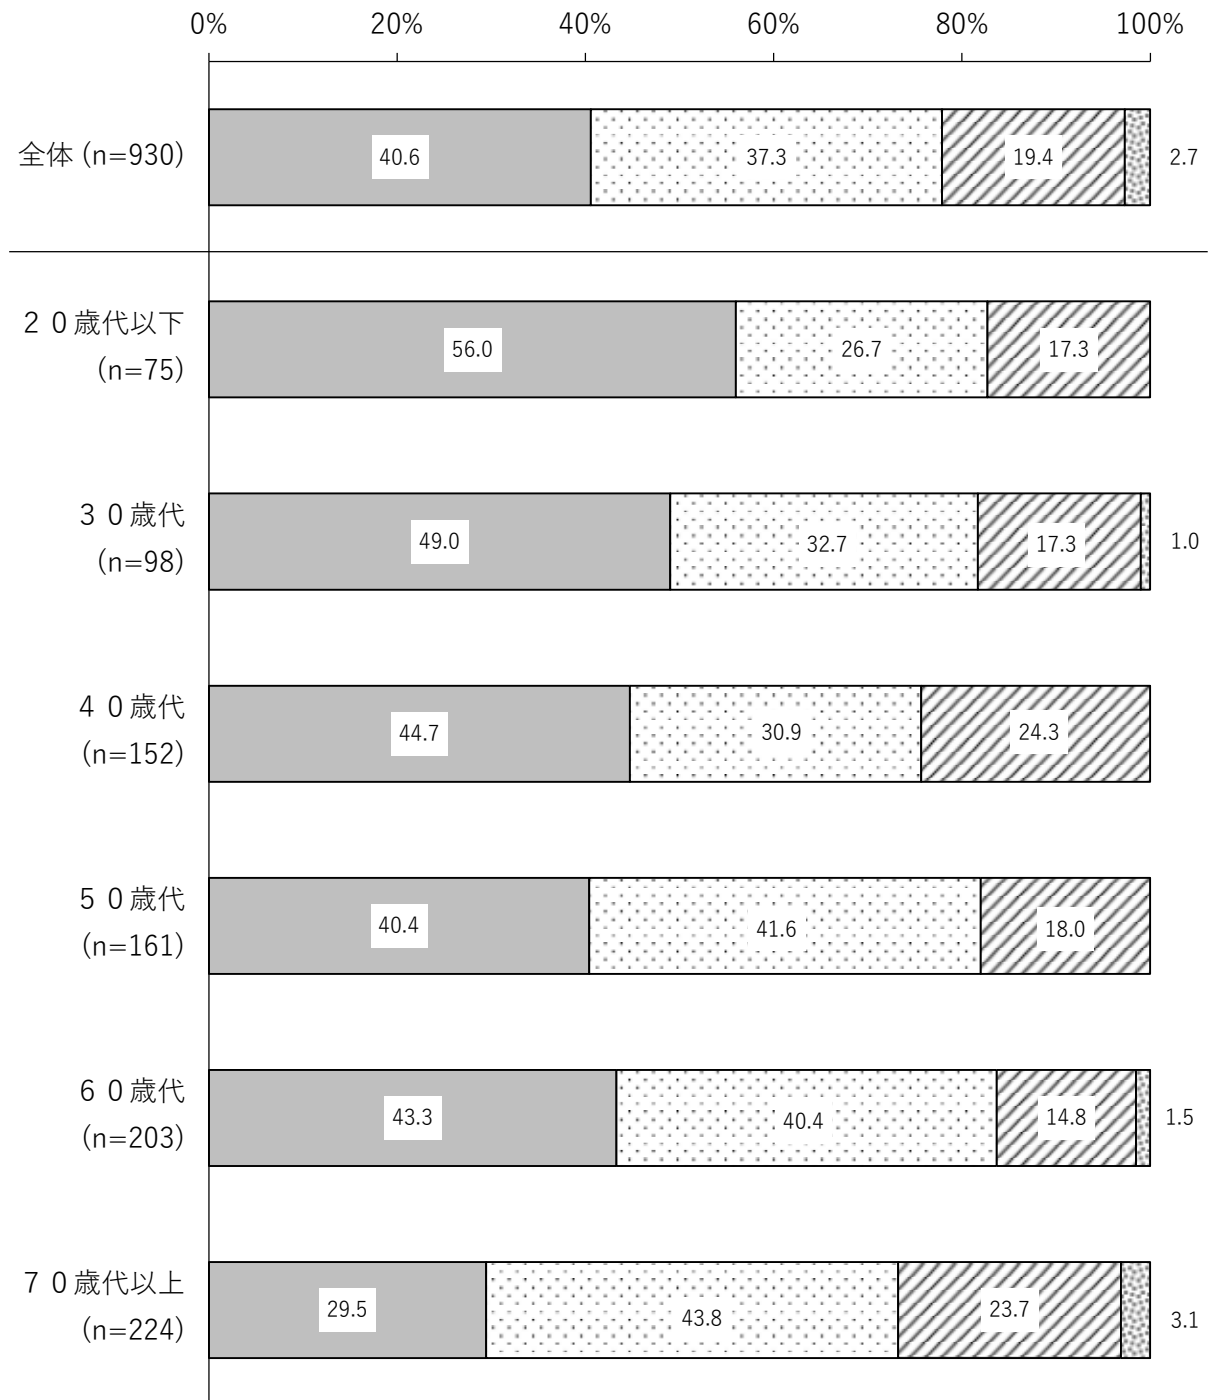 0% 20% 40% 60% 80% 100%
全体 (n=930) 40.6 37.3 19.4 2.7
２０歳代以下
(n=75)
56.0 26.7 17.3
３０歳代
(n=98)
49.0 32.7 17.3 1.0
４０歳代
(n=152)
44.7 30.9 24.3
５０歳代
(n=161)
40.4 41.6 18.0
６０歳代
(n=203)
43.3 40.4 14.8 1.5
７０歳代以上
(n=224)
29.5 43.8 23.7 3.1